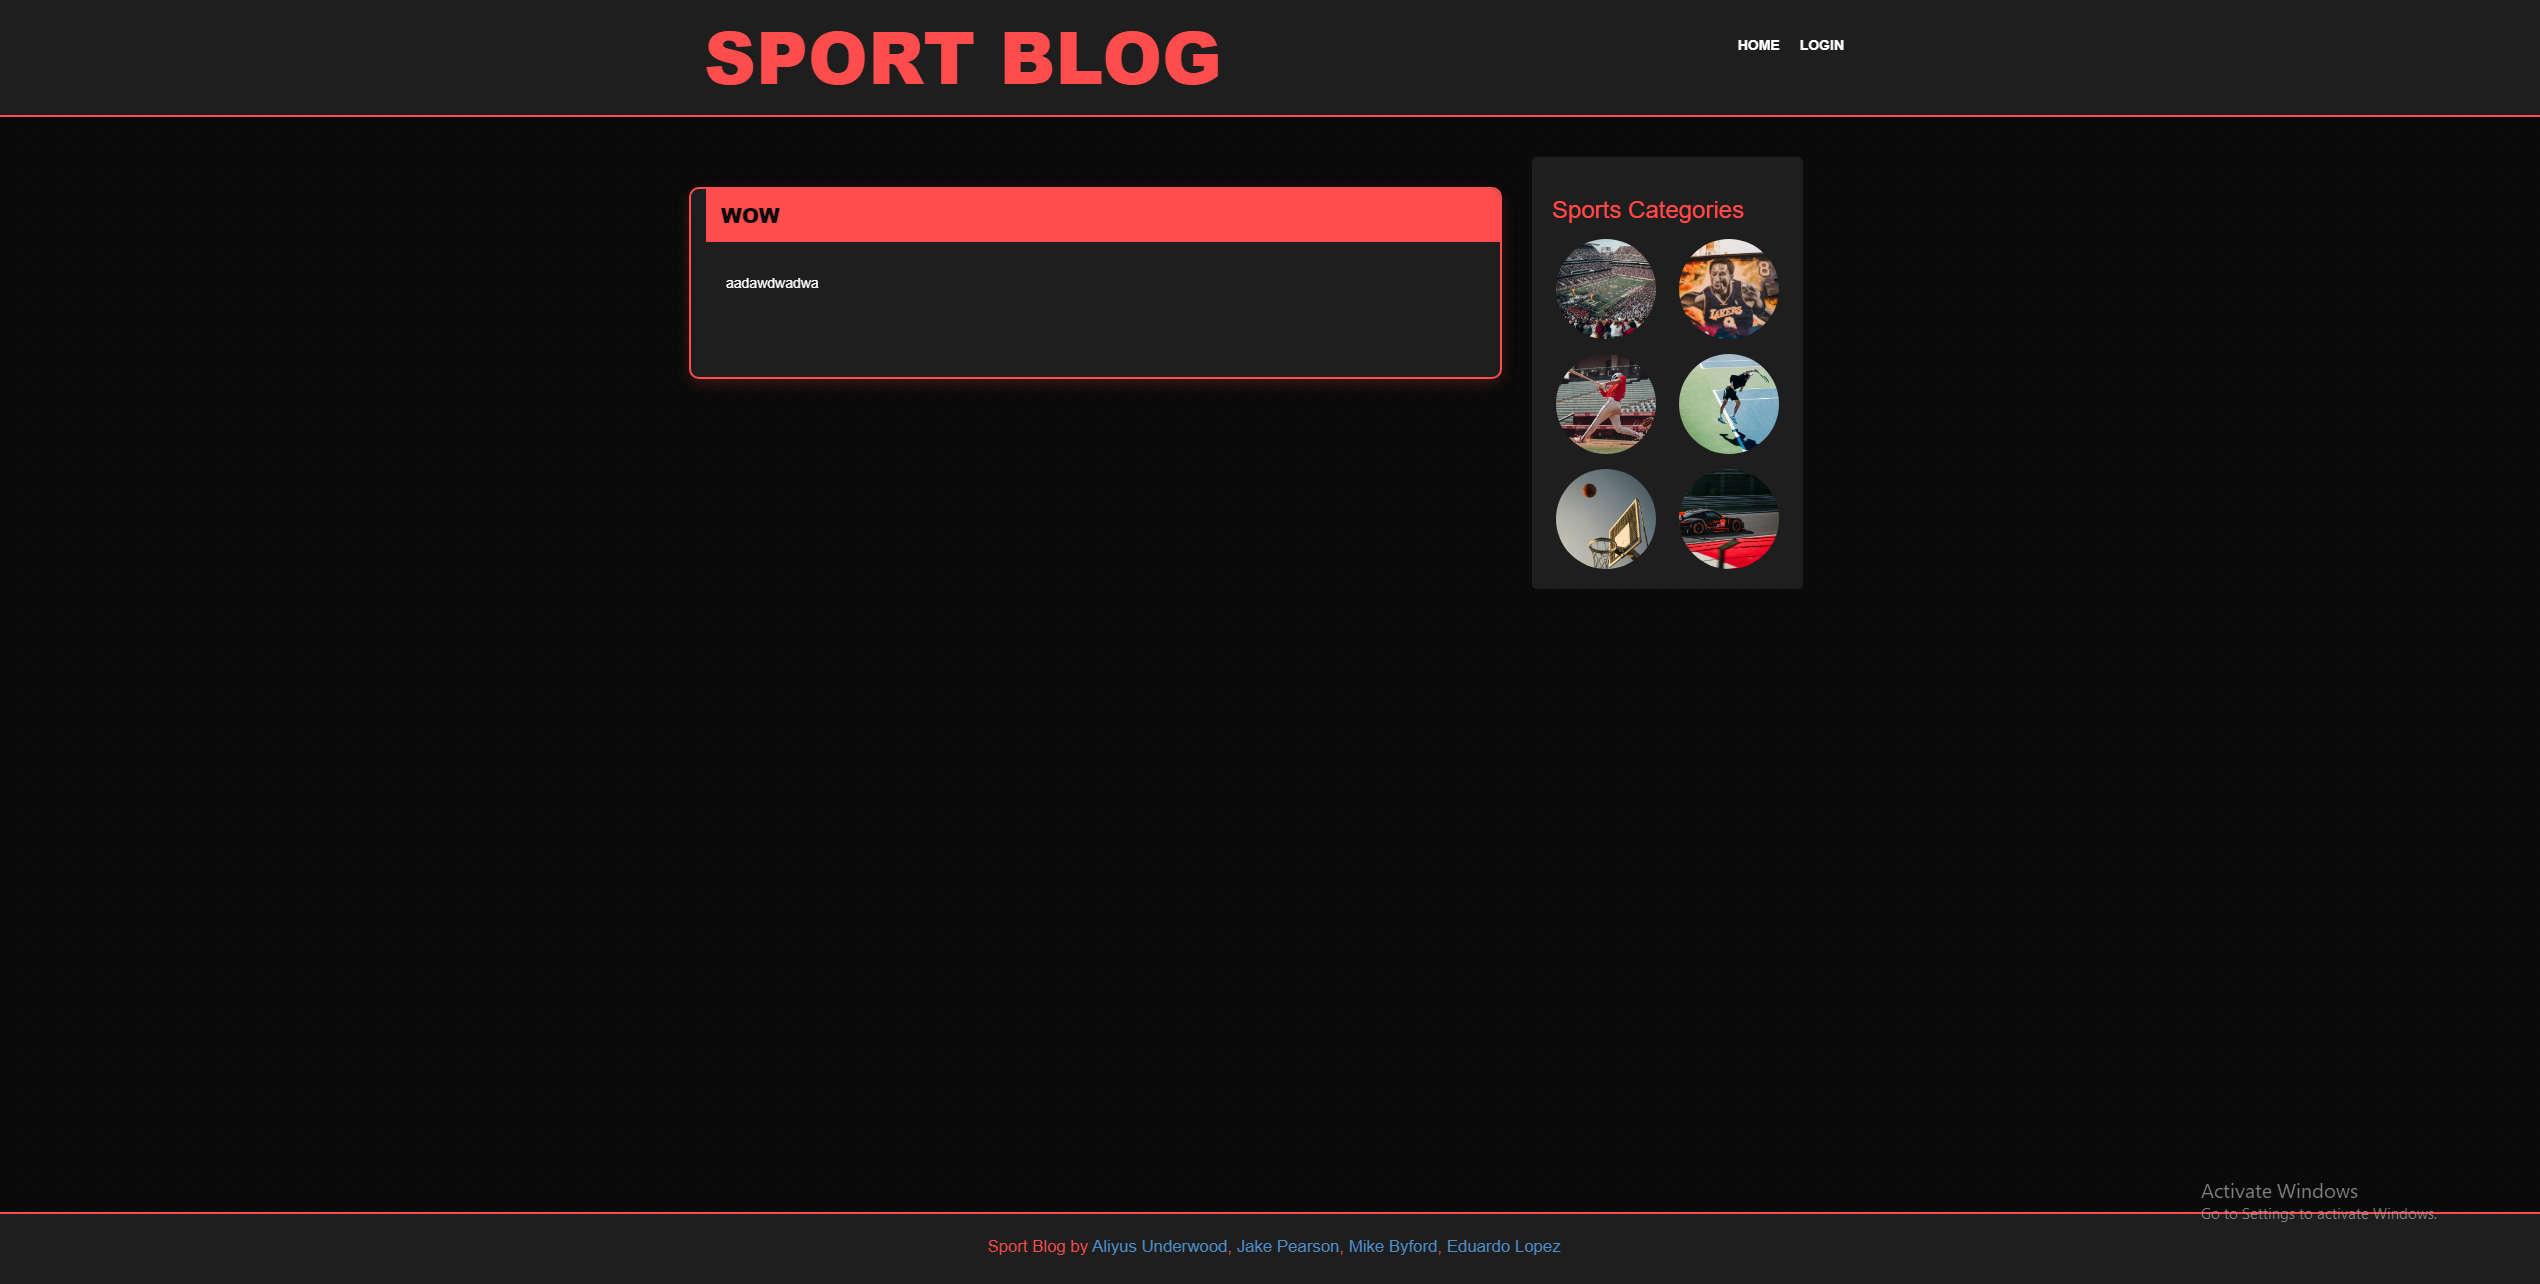 SPORT BLOG
HOME LOGIN
wow
aadawdwadwa
Sports Categories
8
LAKERS
8
Activate Windows
Go to Settings to activate Windows.
Sport Blog by Aliyus Underwood, Jake Pearson, Mike Byford, Eduardo Lopez